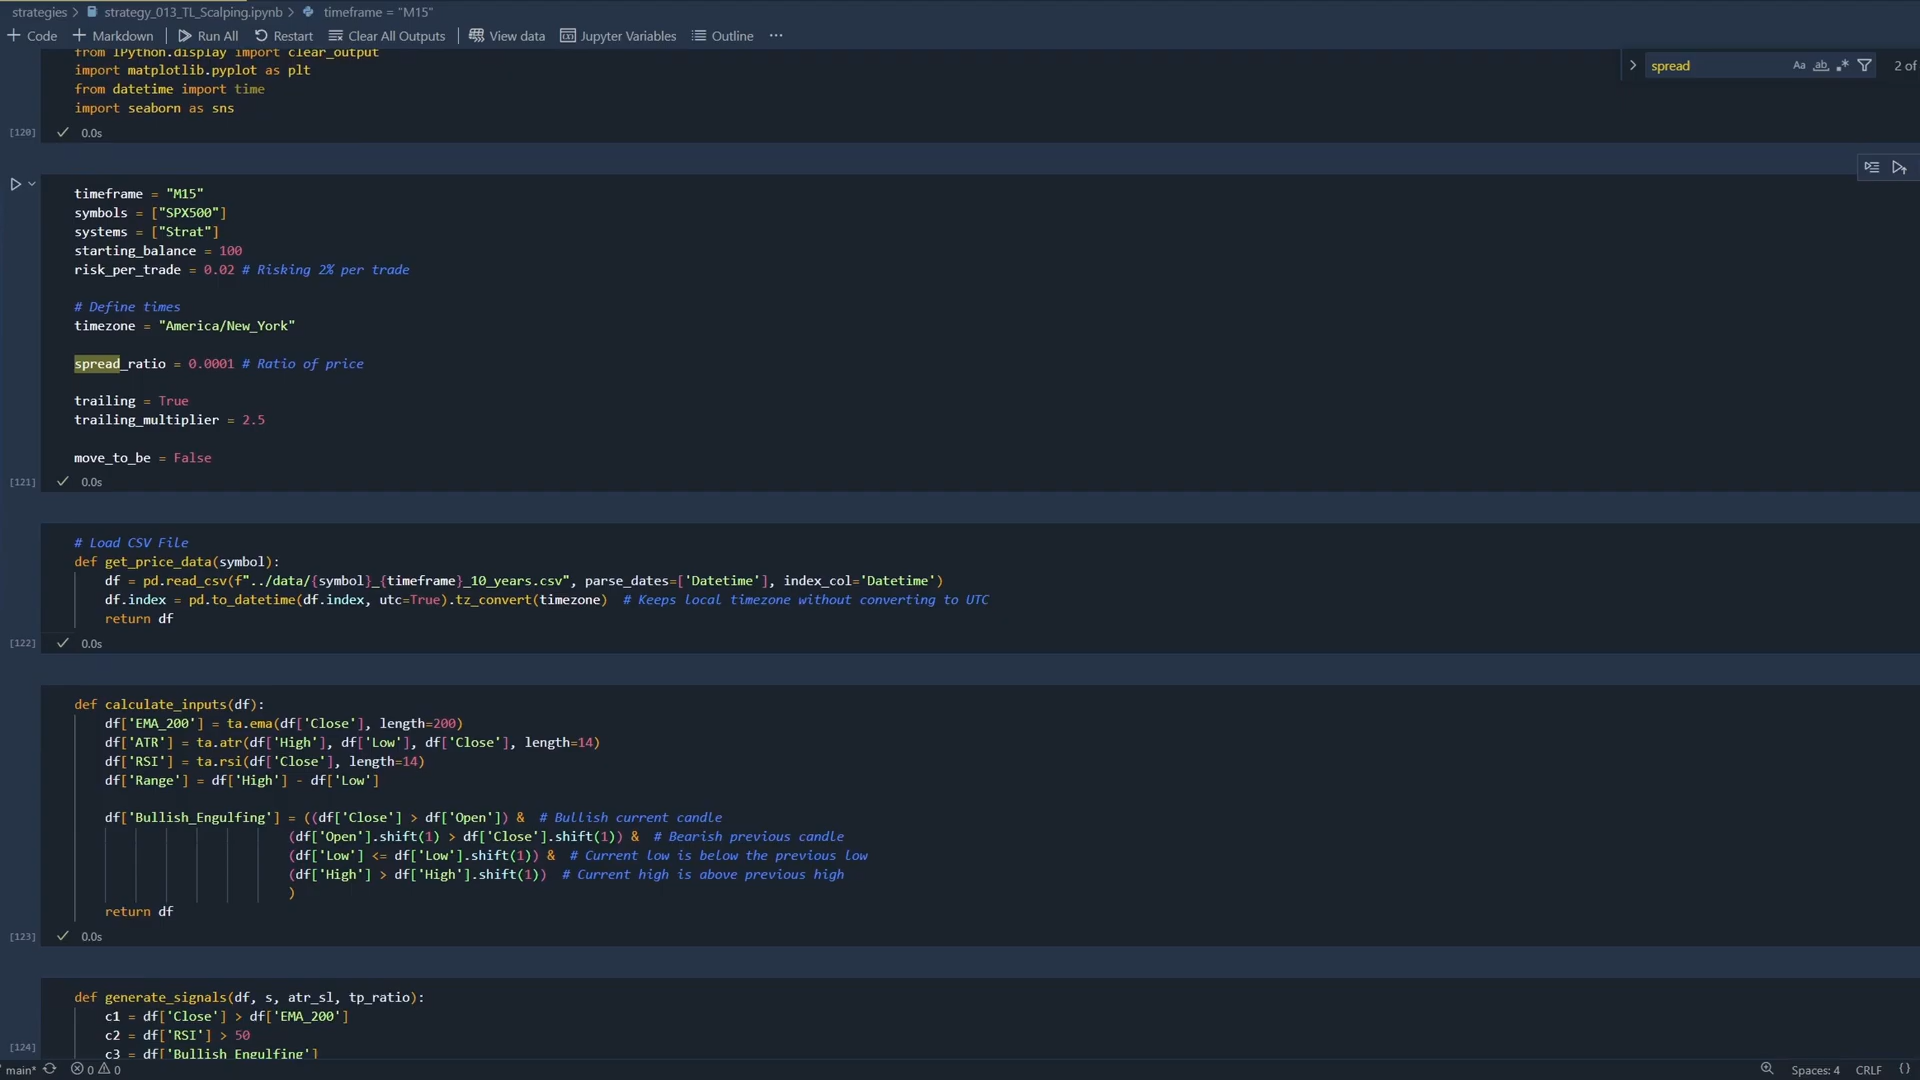 strategies > strategy_013_TL_Scalping.ipynb > timeframe = "M15"
+ Code + Markdown Run All Restart Clear All Outputs View data Jupyter Variables Outline ···
spread Aa ab 2 of
from IPython.display import clear_output
import matplotlib.pyplot as plt
from datetime import time
import seaborn as sns
[120] 0.0s
timeframe = "M15"
symbols = ["SPX500"]
systems = ["Strat"]
starting_balance = 100
risk_per_trade = 0.02 # Risking 2% per trade
# Define times
timezone = "America/New_York"
spread_ratio = 0.0001 # Ratio of price
trailing = True
trailing_multiplier = 2.5
move_to_be = False
[121] 0.0s
# Load CSV File
def get_price_data(symbol):
df = pd.read_csv(f"../data/{symbol}_{timeframe}_10_years.csv", parse_dates=['Datetime'], index_col='Datetime')
df.index = pd.to_datetime(df.index, utc=True).tz_convert(timezone) # Keeps local timezone without converting to UTC
return df
[122] 0.0s
def calculate_inputs(df):
df['EMA_200'] = ta.ema(df['Close'], length=200)
df['ATR'] = ta.atr(df['High'], df['Low'], df['Close'], length=14)
df['RSI'] = ta.rsi(df['Close'], length=14)
df['Range'] = df['High'] - df['Low']
df['Bullish_Engulfing'] = ((df['Close'] > df['Open']) & # Bullish current candle
(df['Open'].shift(1) > df['Close'].shift(1)) & # Bearish previous candle
(df['Low'] <= df['Low'].shift(1)) & # Current low is below the previous low
(df['High'] > df['High'].shift(1)) # Current high is above previous high
)
return df
[123] 0.0s
def generate_signals(df, s, atr_sl, tp_ratio):
c1 = df['Close'] > df['EMA_200']
c2 = df['RSI'] > 50
c3 = df['Bullish_Engulfing']
[124]
main* 0 0 Spaces: 4 CRLF {}